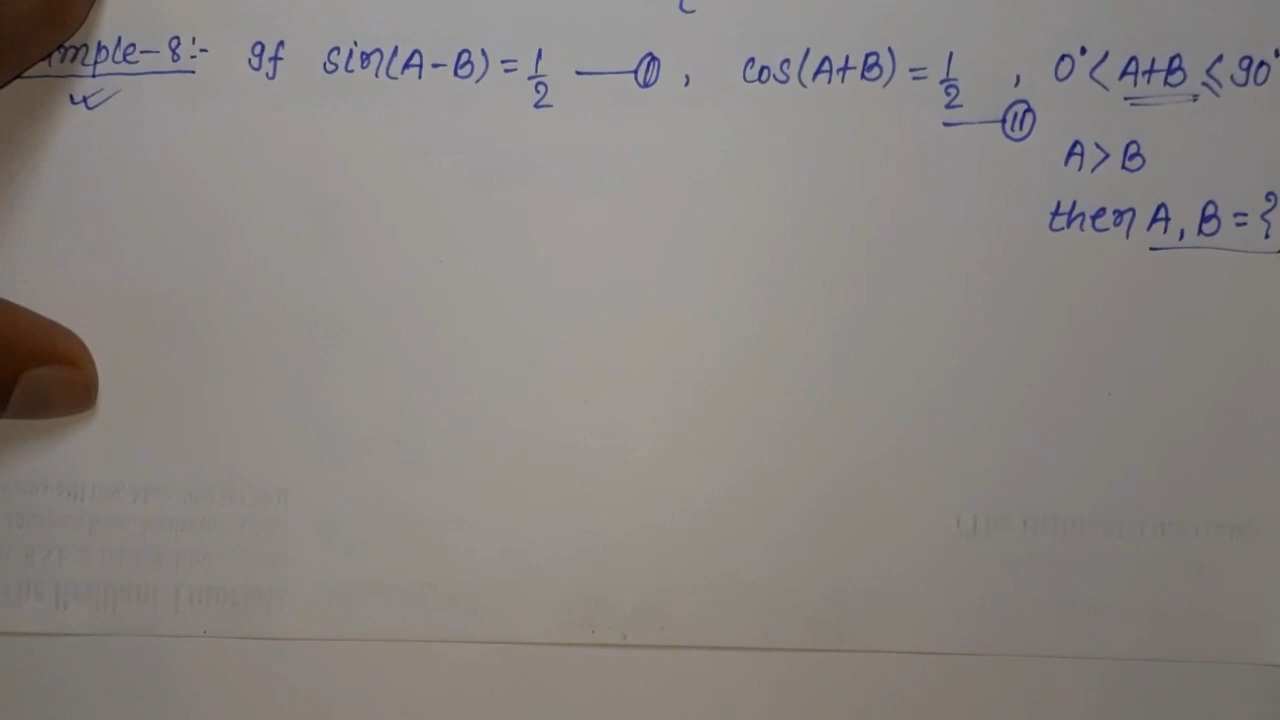 mple-8:- If sin(A-B) = 1/2 —(I), cos(A+B) = 1/2 —(II), 0° < A+B ≤ 90°
A > B
then A, B = ?